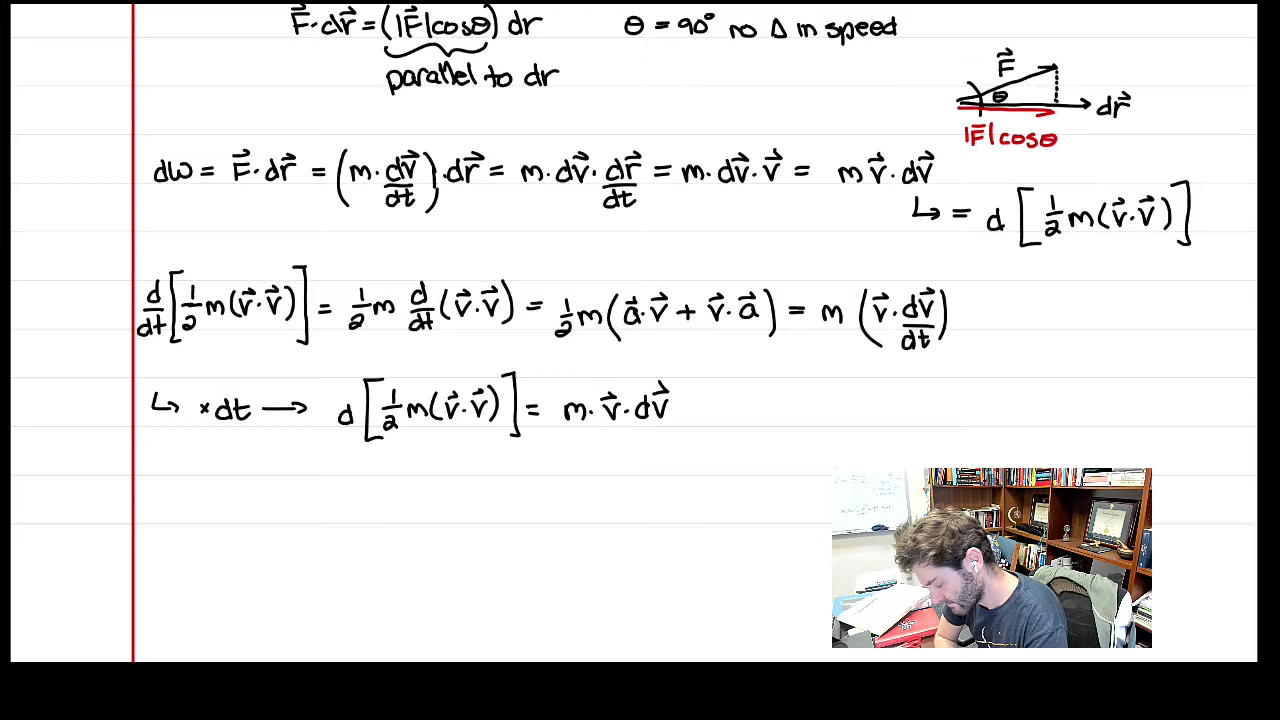 F⃗·dr⃗ = (|F⃗|cosθ) dr    θ = 90° no Δ in speed
parallel to dr
F⃗
θ
dr⃗
|F⃗|cosθ
dW = F⃗·dr⃗ = (m·dv⃗/dt)·dr⃗ = m·dv⃗·dr⃗/dt = m·dv⃗·v⃗ = m v⃗·dv⃗
↳ = d [½m(v⃗·v⃗)]
d/dt[½m(v⃗·v⃗)] = ½m d/dt(v⃗·v⃗) = ½m(a⃗·v⃗ + v⃗·a⃗) = m (v⃗·dv⃗/dt)
↳ ×dt → d [½m(v⃗·v⃗)] = m·v⃗·dv⃗